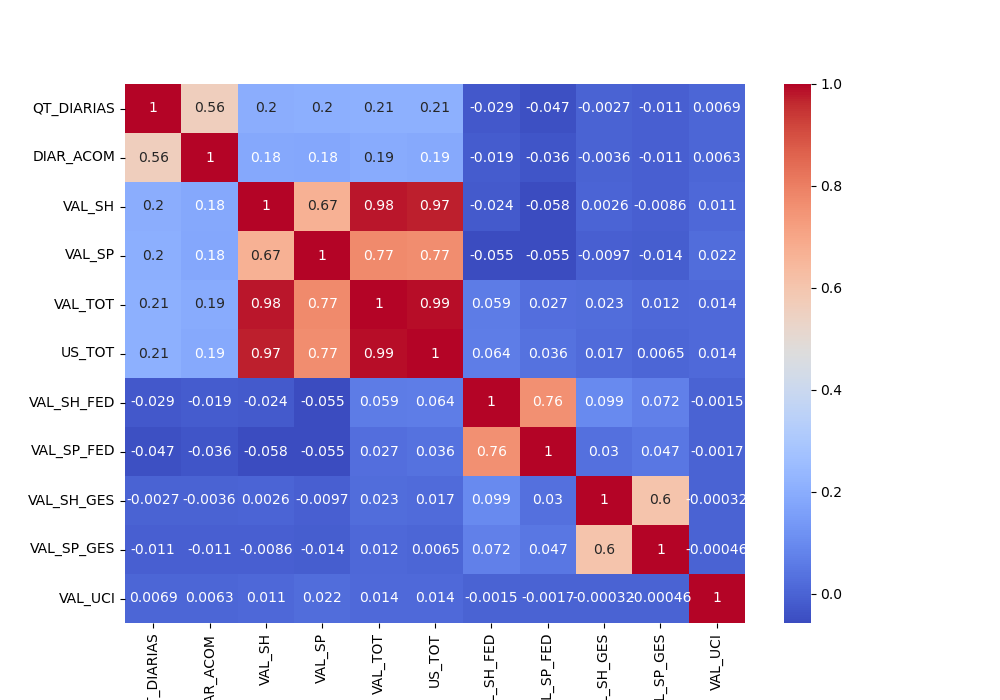 QT_DIARIAS 1 0.56 0.2 0.2 0.21 0.21 -0.029 -0.047 -0.0027 -0.011 0.0069
DIAR_ACOM 0.56 1 0.18 0.18 0.19 0.19 -0.019 -0.036 -0.0036 -0.011 0.0063
VAL_SH 0.2 0.18 1 0.67 0.98 0.97 -0.024 -0.058 0.0026 -0.0086 0.011
VAL_SP 0.2 0.18 0.67 1 0.77 0.77 -0.055 -0.055 -0.0097 -0.014 0.022
VAL_TOT 0.21 0.19 0.98 0.77 1 0.99 0.059 0.027 0.023 0.012 0.014
US_TOT 0.21 0.19 0.97 0.77 0.99 1 0.064 0.036 0.017 0.0065 0.014
VAL_SH_FED -0.029 -0.019 -0.024 -0.055 0.059 0.064 1 0.76 0.099 0.072 -0.0015
VAL_SP_FED -0.047 -0.036 -0.058 -0.055 0.027 0.036 0.76 1 0.03 0.047 -0.0017
VAL_SH_GES -0.0027 -0.0036 0.0026 -0.0097 0.023 0.017 0.099 0.03 1 0.6 -0.00032
VAL_SP_GES -0.011 -0.011 -0.0086 -0.014 0.012 0.0065 0.072 0.047 0.6 1 -0.00046
VAL_UCI 0.0069 0.0063 0.011 0.022 0.014 0.014 -0.0015 -0.0017 -0.00032 -0.00046 1
T_DIARIAS
AR_ACOM
VAL_SH
VAL_SP
VAL_TOT
US_TOT
L_SH_FED
L_SP_FED
L_SH_GES
L_SP_GES
VAL_UCI
1.0
0.8
0.6
0.4
0.2
0.0